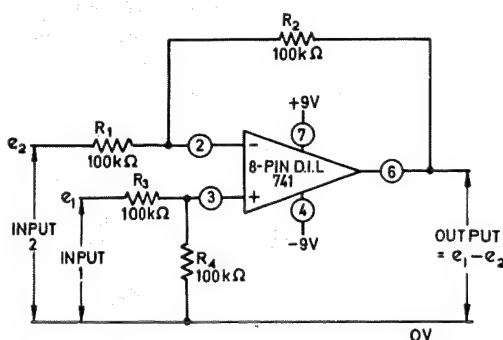 R2
100kΩ
+9V
R1
7
e2
100kΩ
2
-
8-PIN D.I.L
741
6
e1
R3
100kΩ
3
+
4
INPUT
2
INPUT
1
R4
100kΩ
-9V
OUTPUT
= e1-e2
0V